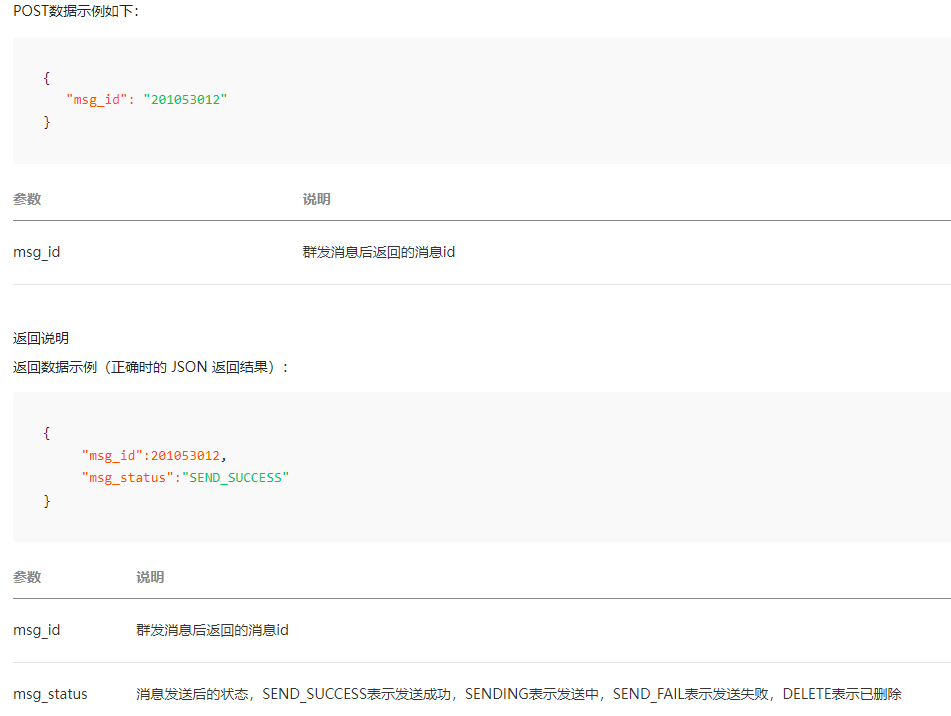 POST数据示例如下：
{
"msg_id": "201053012"
}
参数 说明
msg_id 群发消息后返回的消息id
返回说明
返回数据示例（正确时的 JSON 返回结果）：
{
"msg_id":201053012,
"msg_status":"SEND_SUCCESS"
}
参数 说明
msg_id 群发消息后返回的消息id
msg_status 消息发送后的状态，SEND_SUCCESS表示发送成功，SENDING表示发送中，SEND_FAIL表示发送失败，DELETE表示已删除